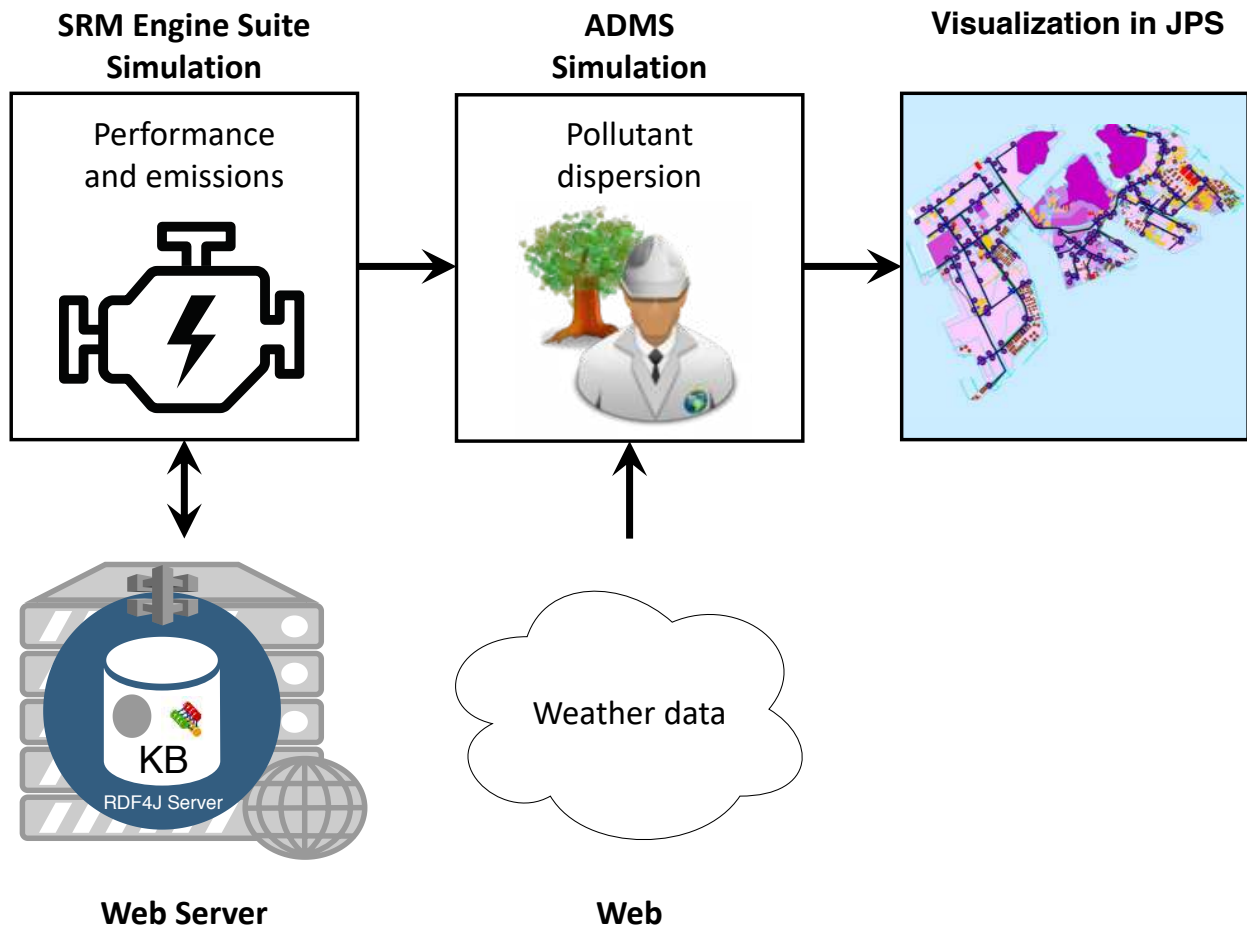 SRM Engine Suite
Simulation
ADMS
Simulation
Visualization in JPS
Performance
and emissions
Pollutant
dispersion
KB
RDF4J Server
Weather data
Web Server
Web